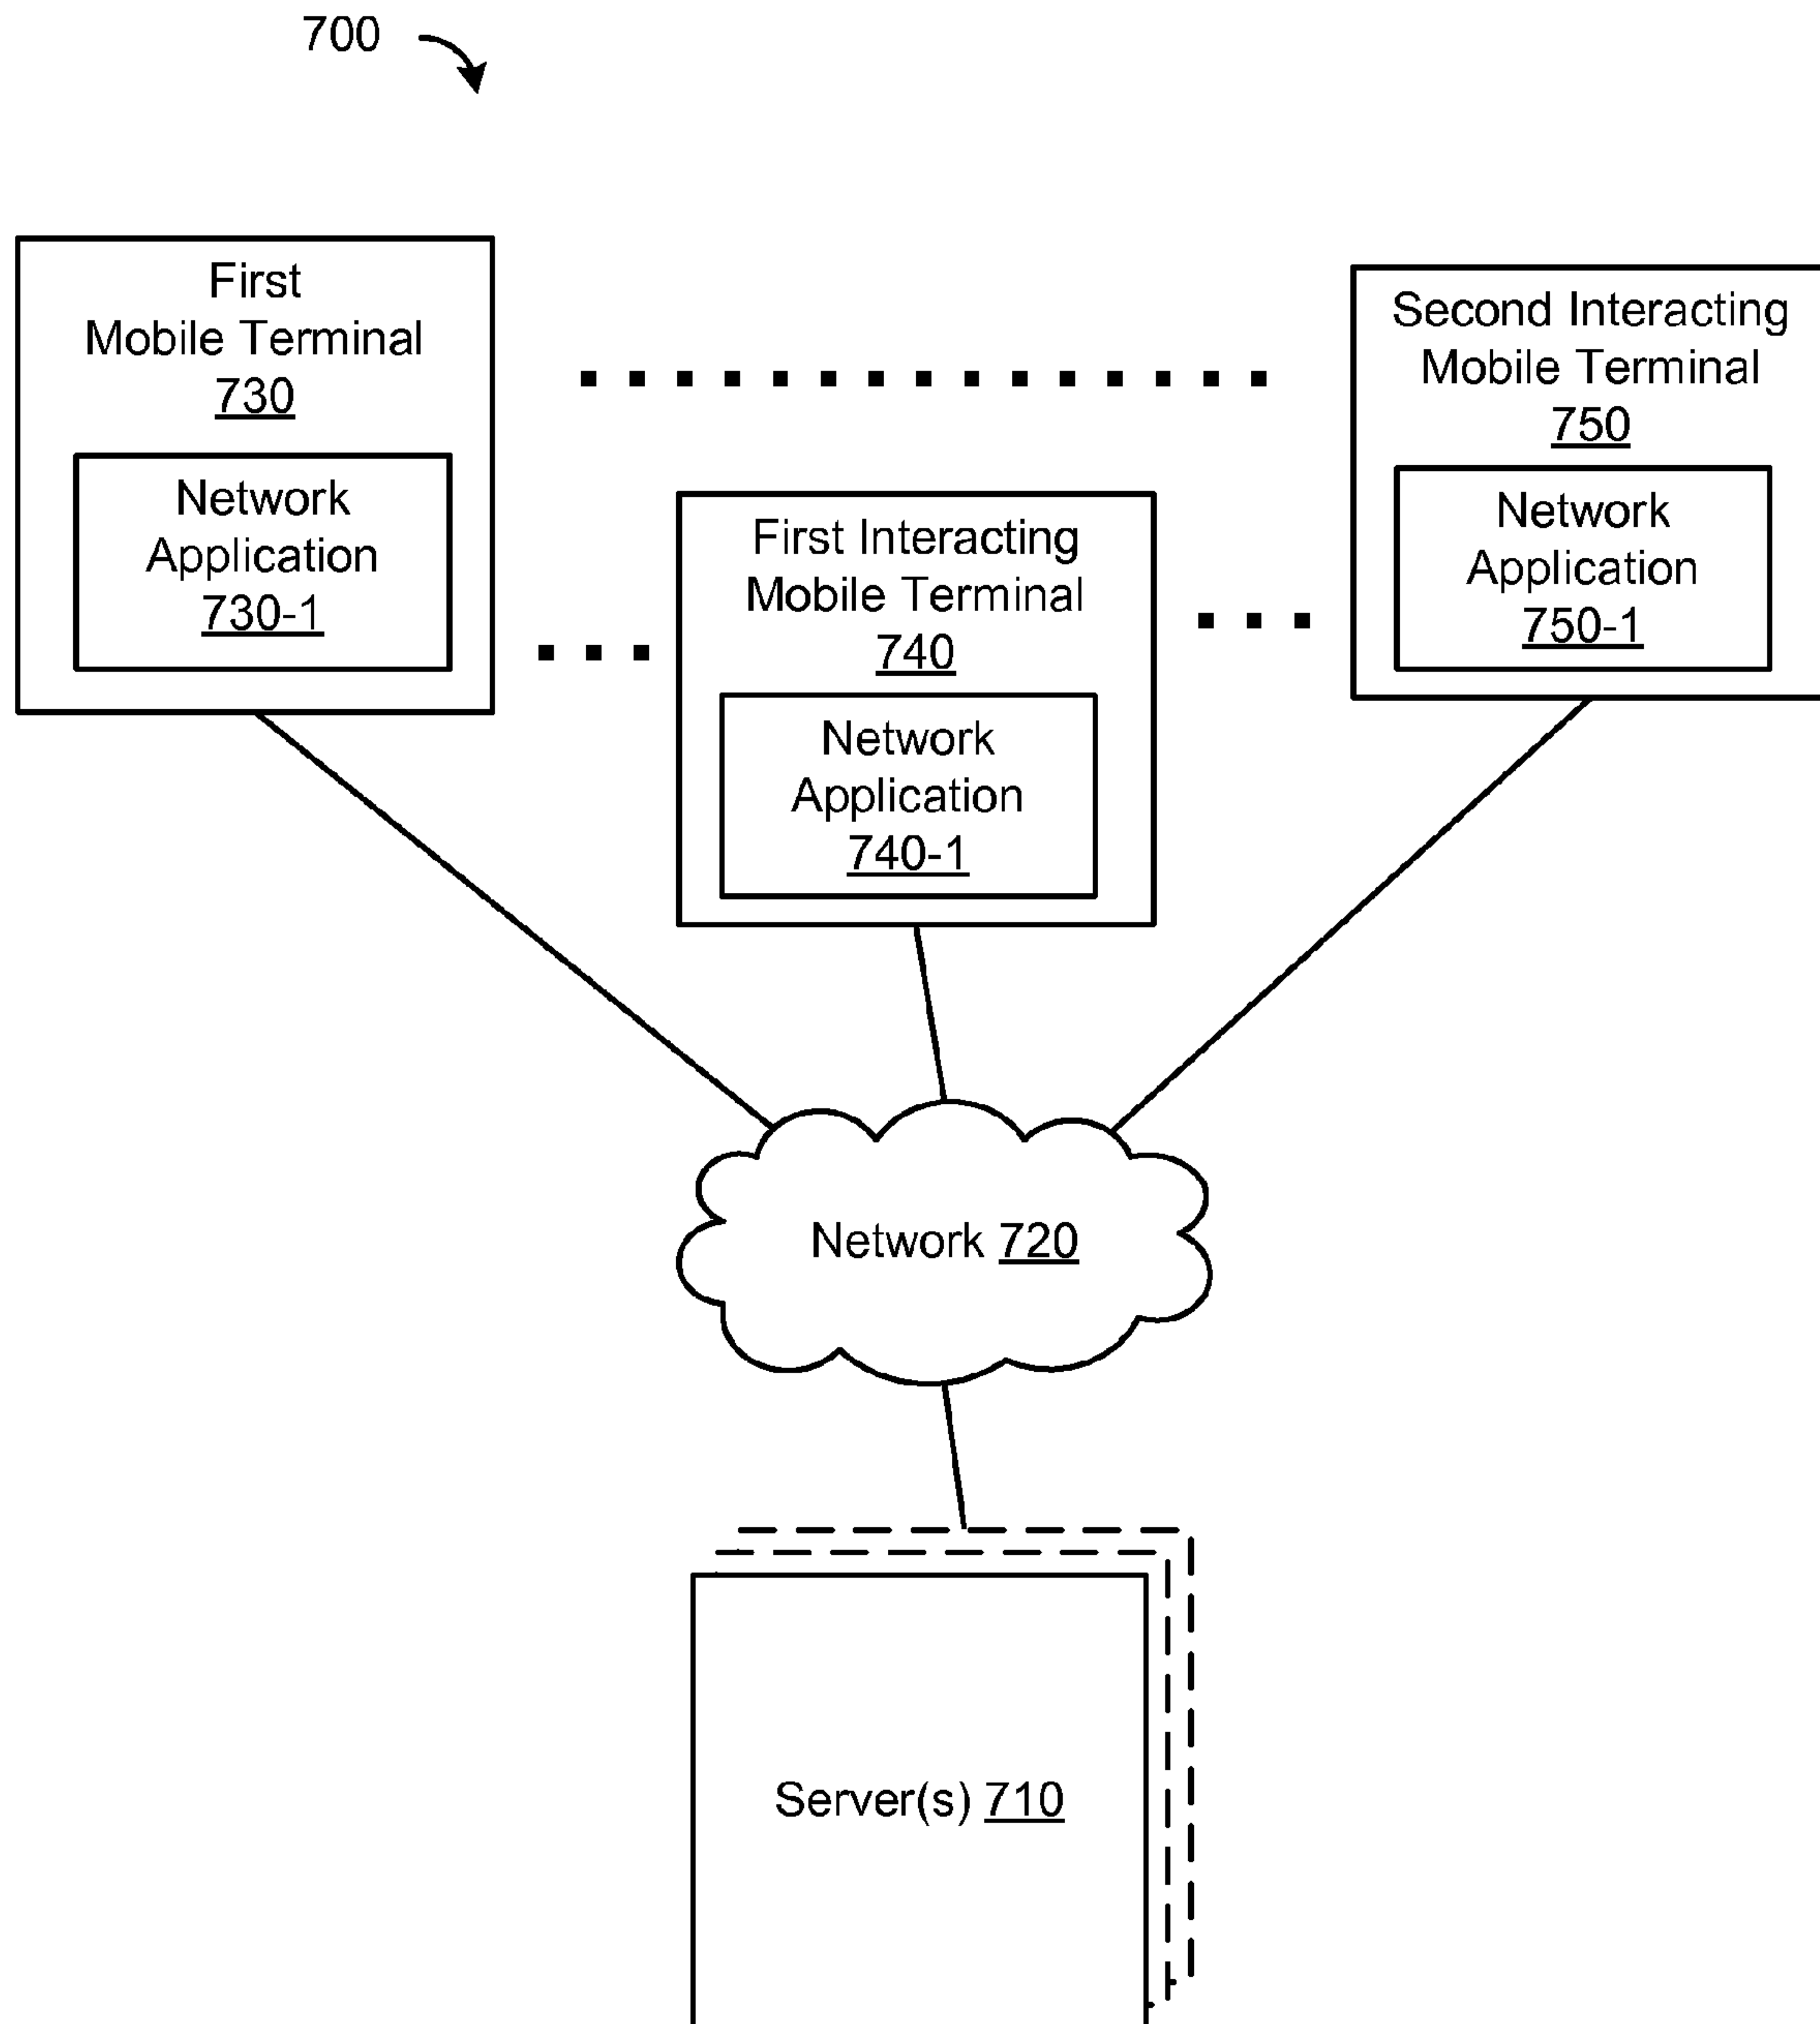 700
First
Mobile Terminal
730
Network
Application
730-1
First Interacting
Mobile Terminal
740
Network
Application
740-1
Second Interacting
Mobile Terminal
750
Network
Application
750-1
Network 720
Server(s) 710